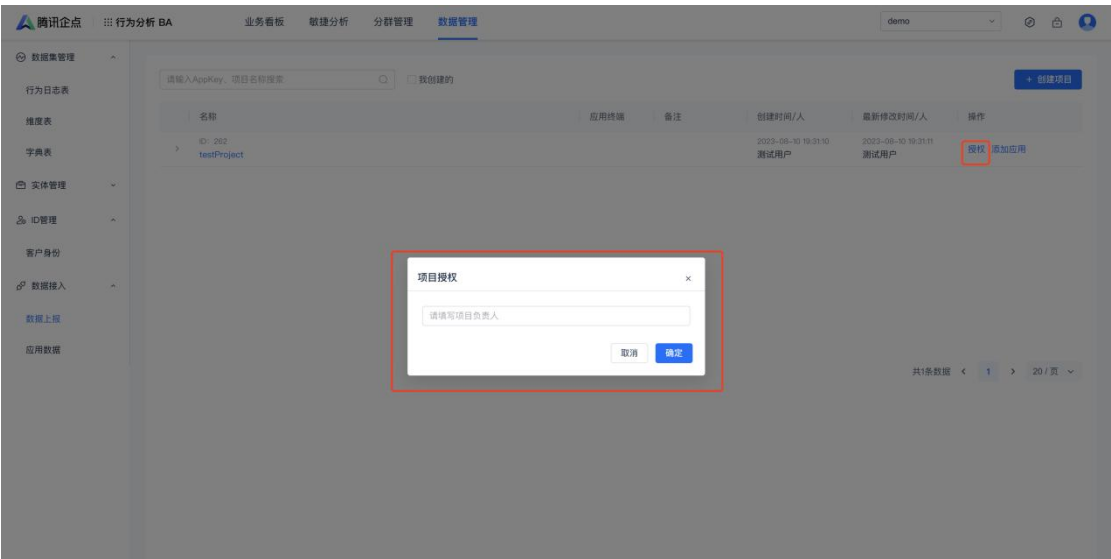 腾讯企点 行为分析 BA 业务看板 敏捷分析 分群管理 数据管理 demo
数据集管理
行为日志表
维度表
字典表
实体管理
ID管理
客户身份
数据接入
数据上报
应用数据
请输入AppKey、项目名称搜索 我创建的 + 创建项目
名称 应用终端 备注 创建时间/人 最新修改时间/人 操作
ID: 282 2023-08-10 19:31:10 2023-08-10 19:31:11
testProject 测试用户 测试用户 授权 添加应用
项目授权 ×
请填写项目负责人
取消 确定
共1条数据 < 1 > 20 / 页